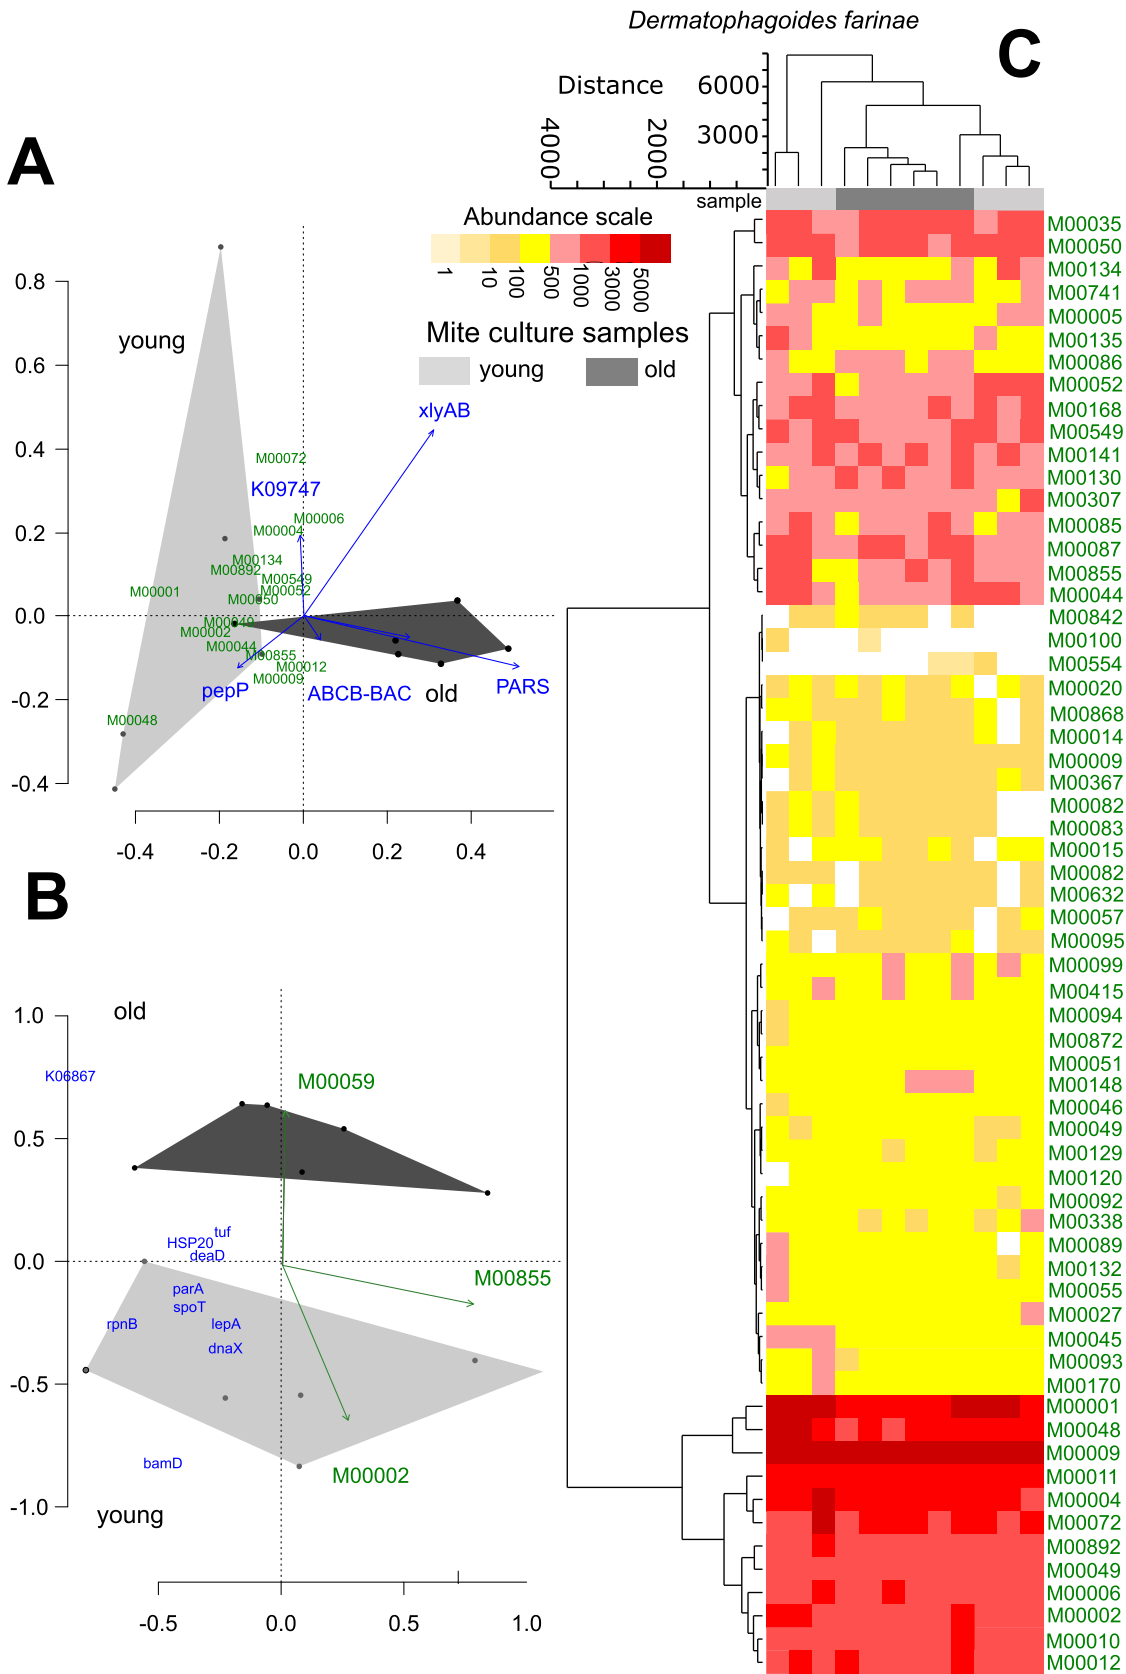 Dermatophagoides farinae
C
Distance
6000
3000
4000
2000
sample
A
Abundance scale
1
10
100
500
1000
3000
5000
Mite culture samples
young
old
0.8
0.6
0.4
0.2
0.0
-0.2
-0.4
young
xlyAB
M00072
K09747
M00006
M00004
M00134
M00892
M00549
M00001
M00052
M00050
M00049
M00002
M00044
M00855
M00012
M00009
pepP
ABCB-BAC
old
PARS
M00048
-0.4
-0.2
0.0
0.2
0.4
B
1.0
0.5
0.0
-0.5
-1.0
old
K06867
M00059
tuf
HSP20
deaD
M00855
parA
spoT
rpnB
lepA
dnaX
bamD
M00002
young
-0.5
0.0
0.5
1.0
M00035
M00050
M00134
M00741
M00005
M00135
M00086
M00052
M00168
M00549
M00141
M00130
M00307
M00085
M00087
M00855
M00044
M00842
M00100
M00554
M00020
M00868
M00014
M00009
M00367
M00082
M00083
M00015
M00082
M00632
M00057
M00095
M00099
M00415
M00094
M00872
M00051
M00148
M00046
M00049
M00129
M00120
M00092
M00338
M00089
M00132
M00055
M00027
M00045
M00093
M00170
M00001
M00048
M00009
M00011
M00004
M00072
M00892
M00049
M00006
M00002
M00010
M00012